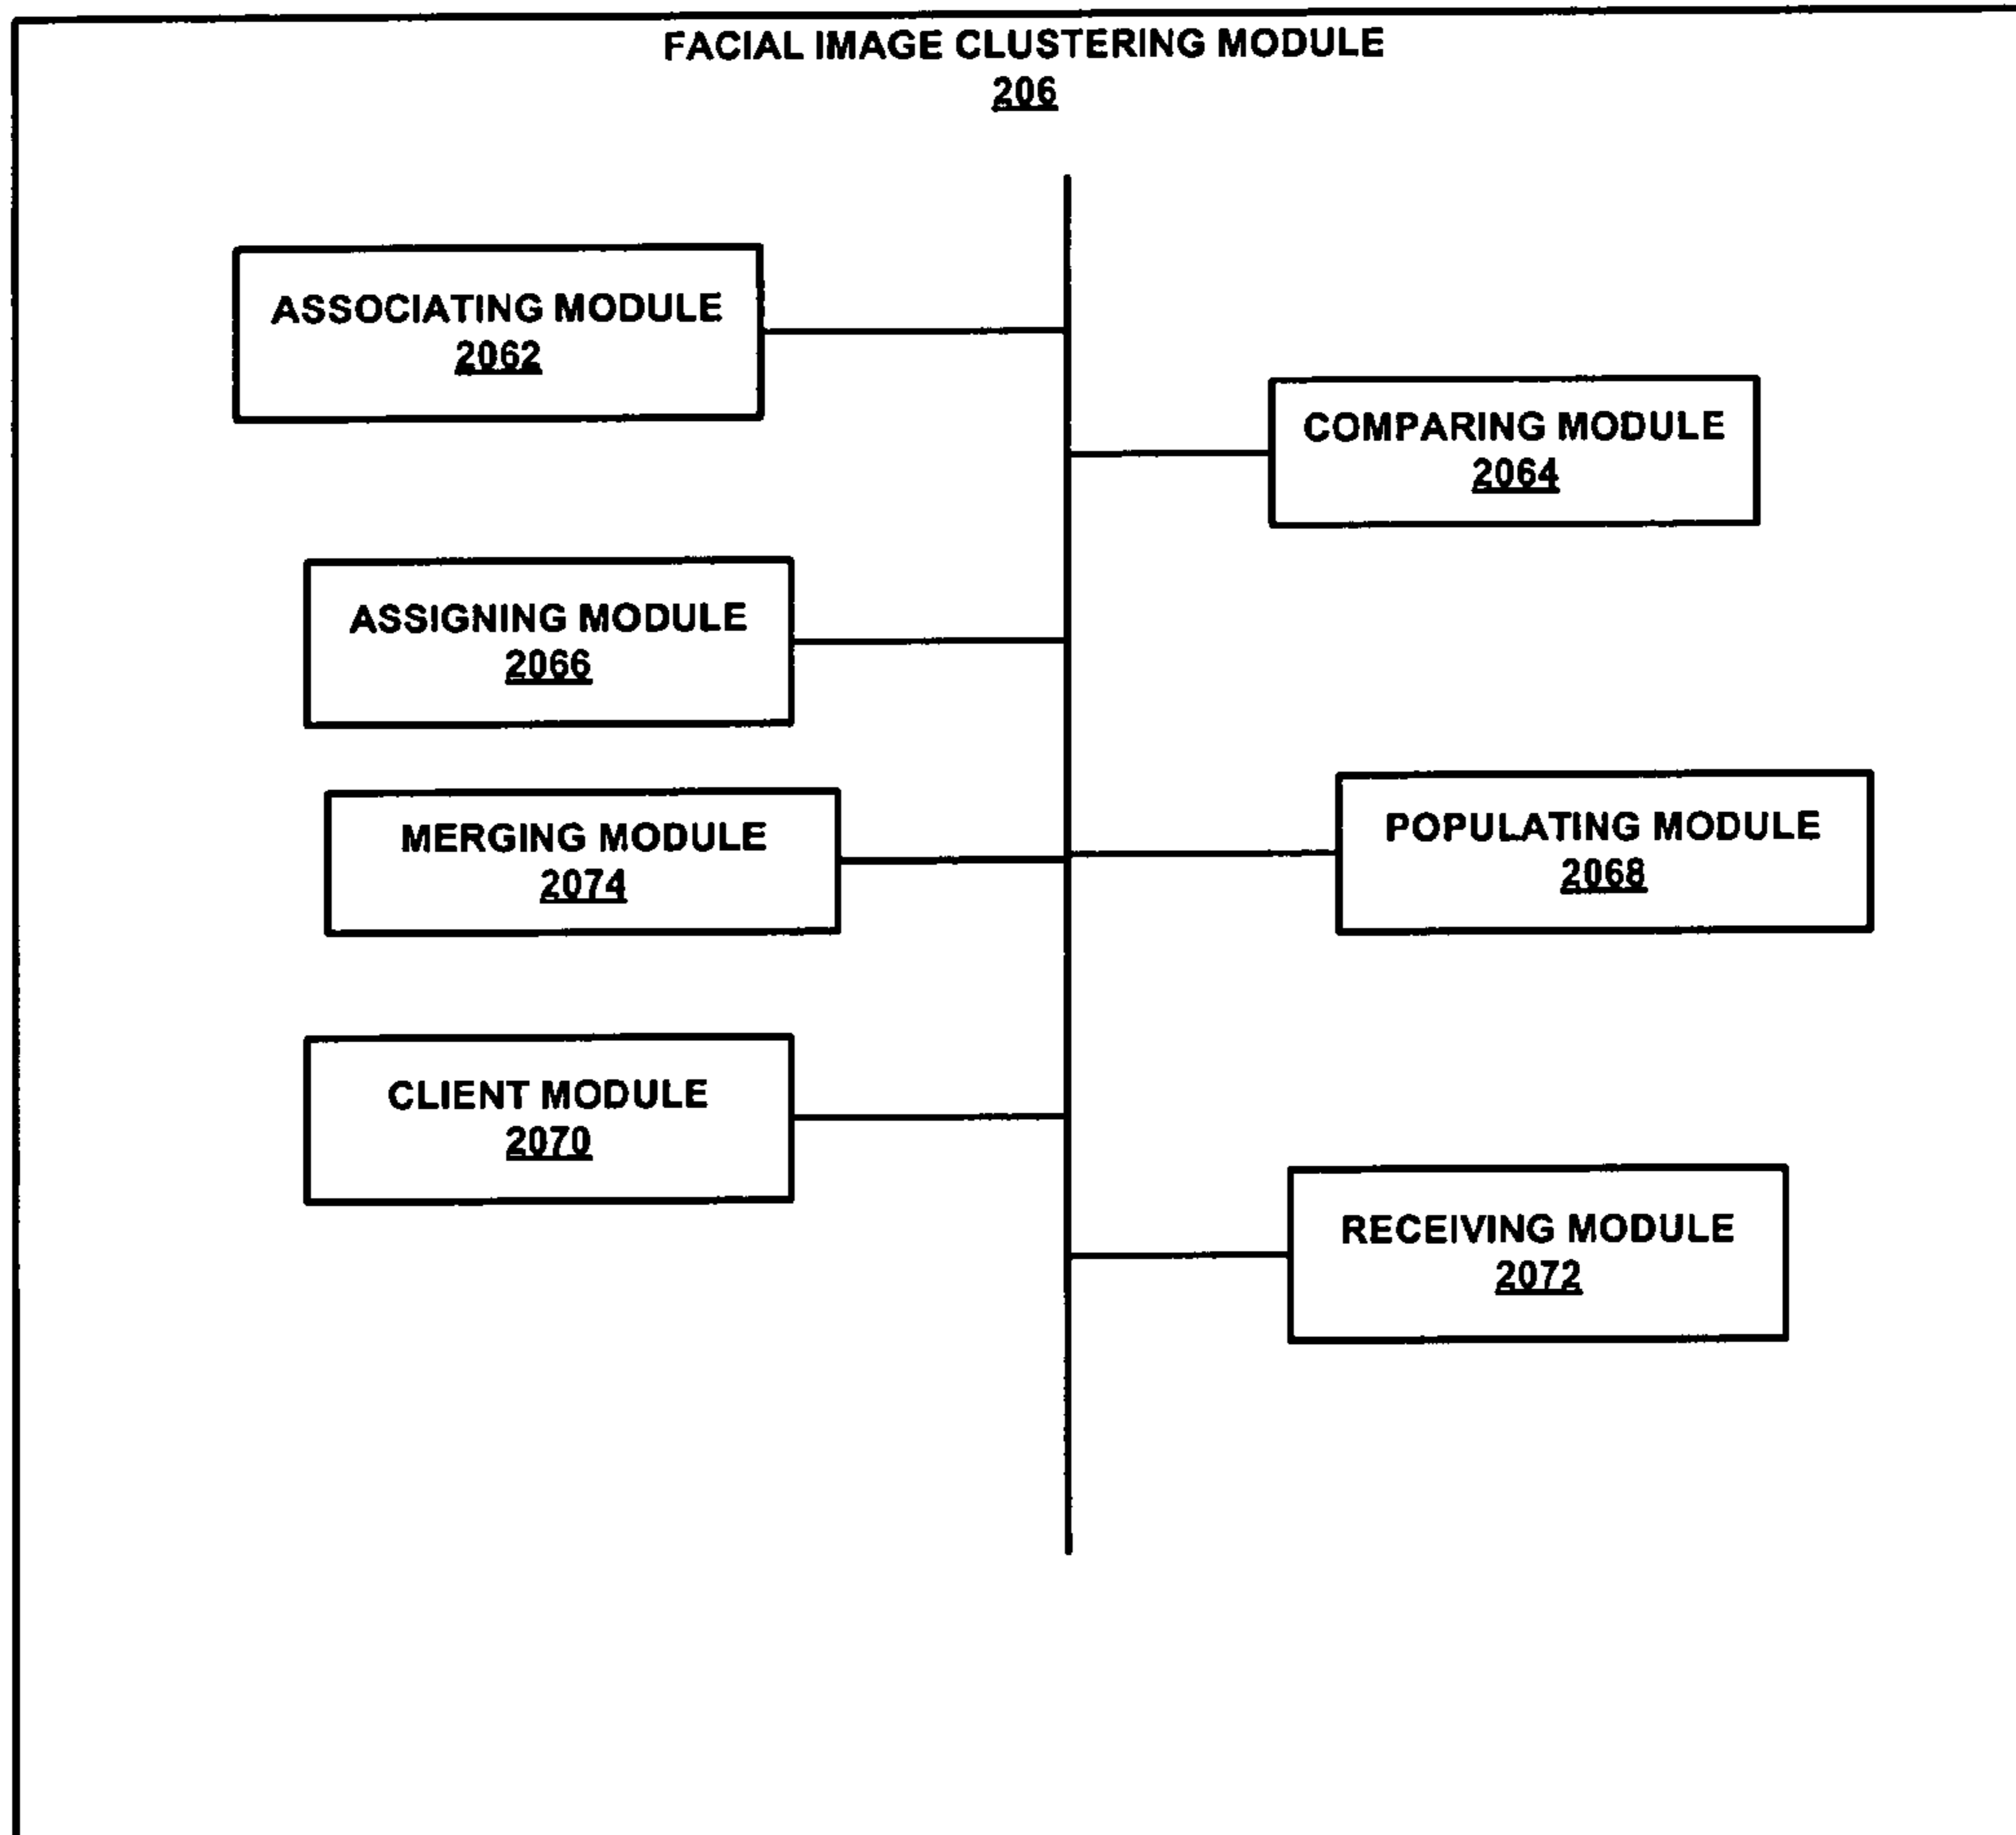 FACIAL IMAGE CLUSTERING MODULE
206
ASSOCIATING MODULE
2062
COMPARING MODULE
2064
ASSIGNING MODULE
2066
MERGING MODULE
2074
POPULATING MODULE
2068
CLIENT MODULE
2070
RECEIVING MODULE
2072